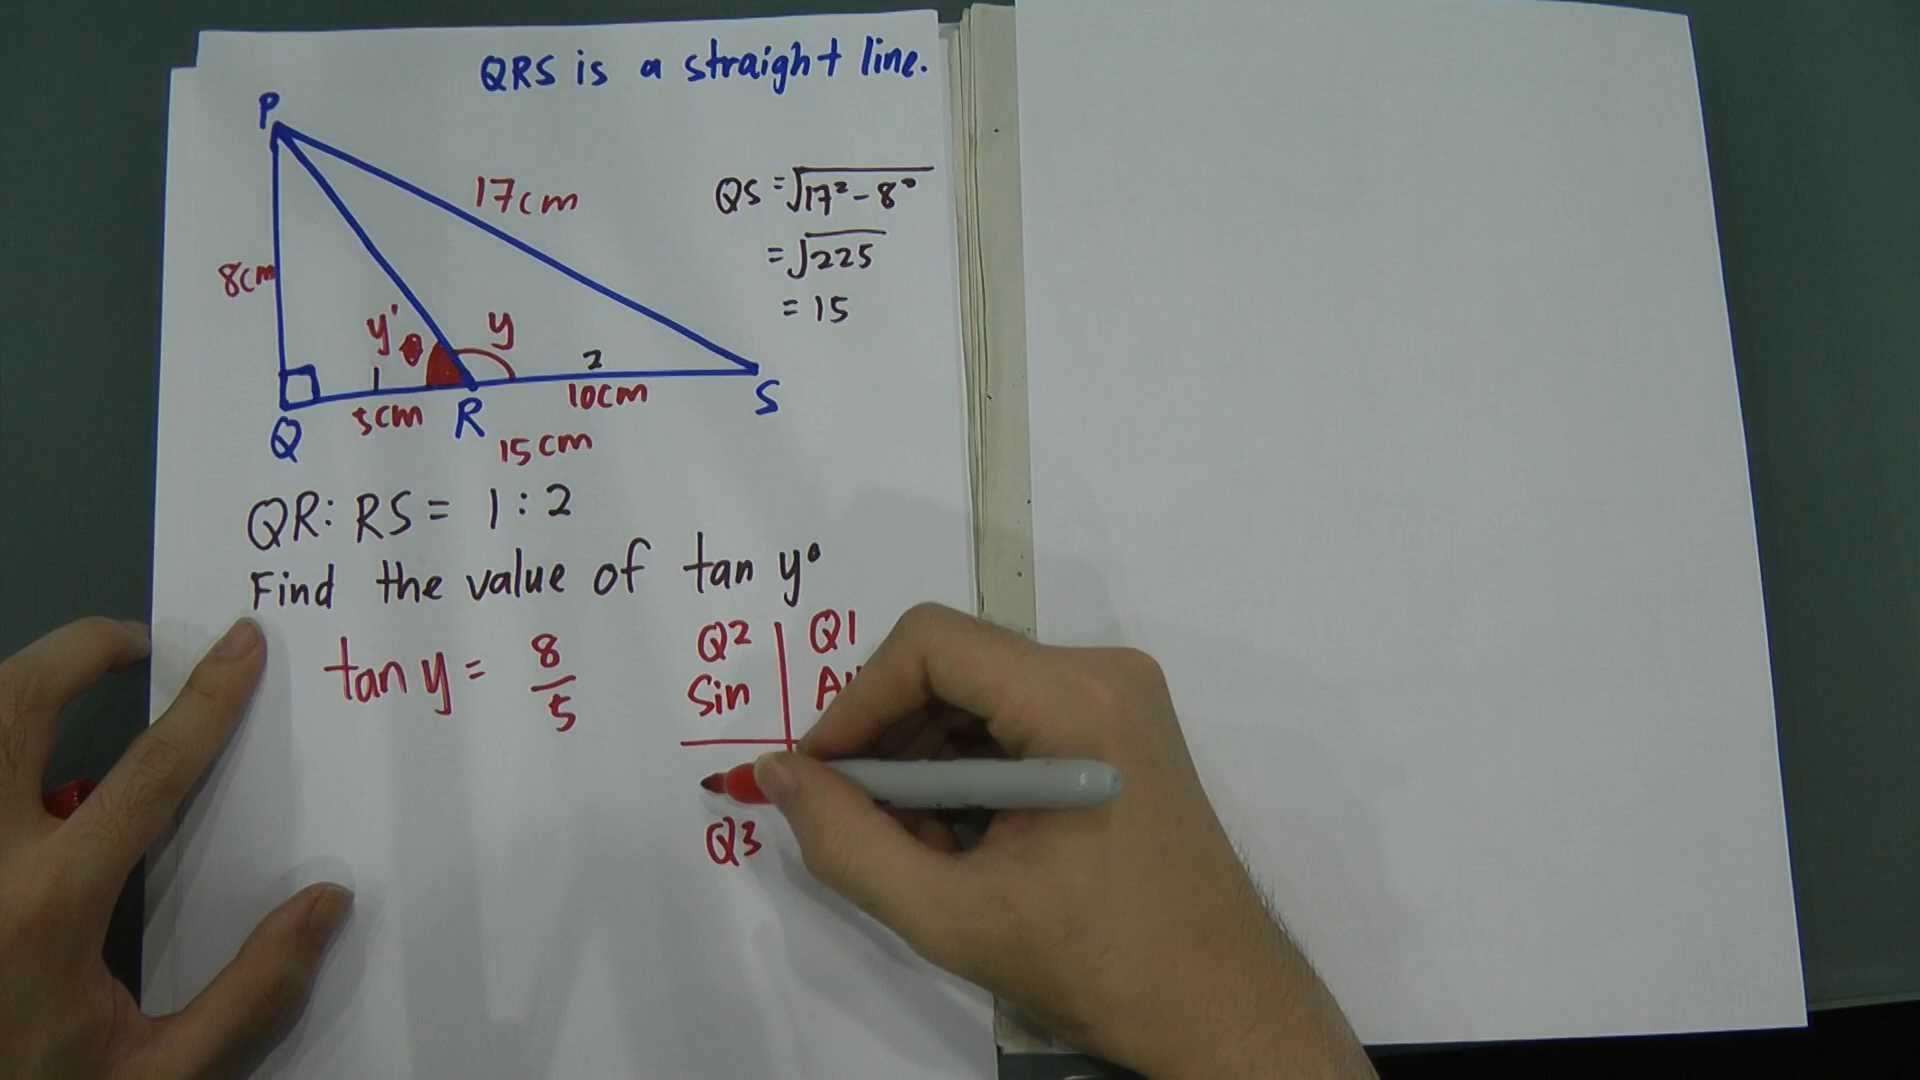 QRS is a straight line.
P
17cm
QS = √17² - 8²
= √225
= 15
8cm
y'
θ
y
1
2
5cm
R
10cm
S
Q
15cm
QR: RS = 1 : 2
Find the value of tan y°
tan y = 8/5
Q2
Q1
Sin
Q3